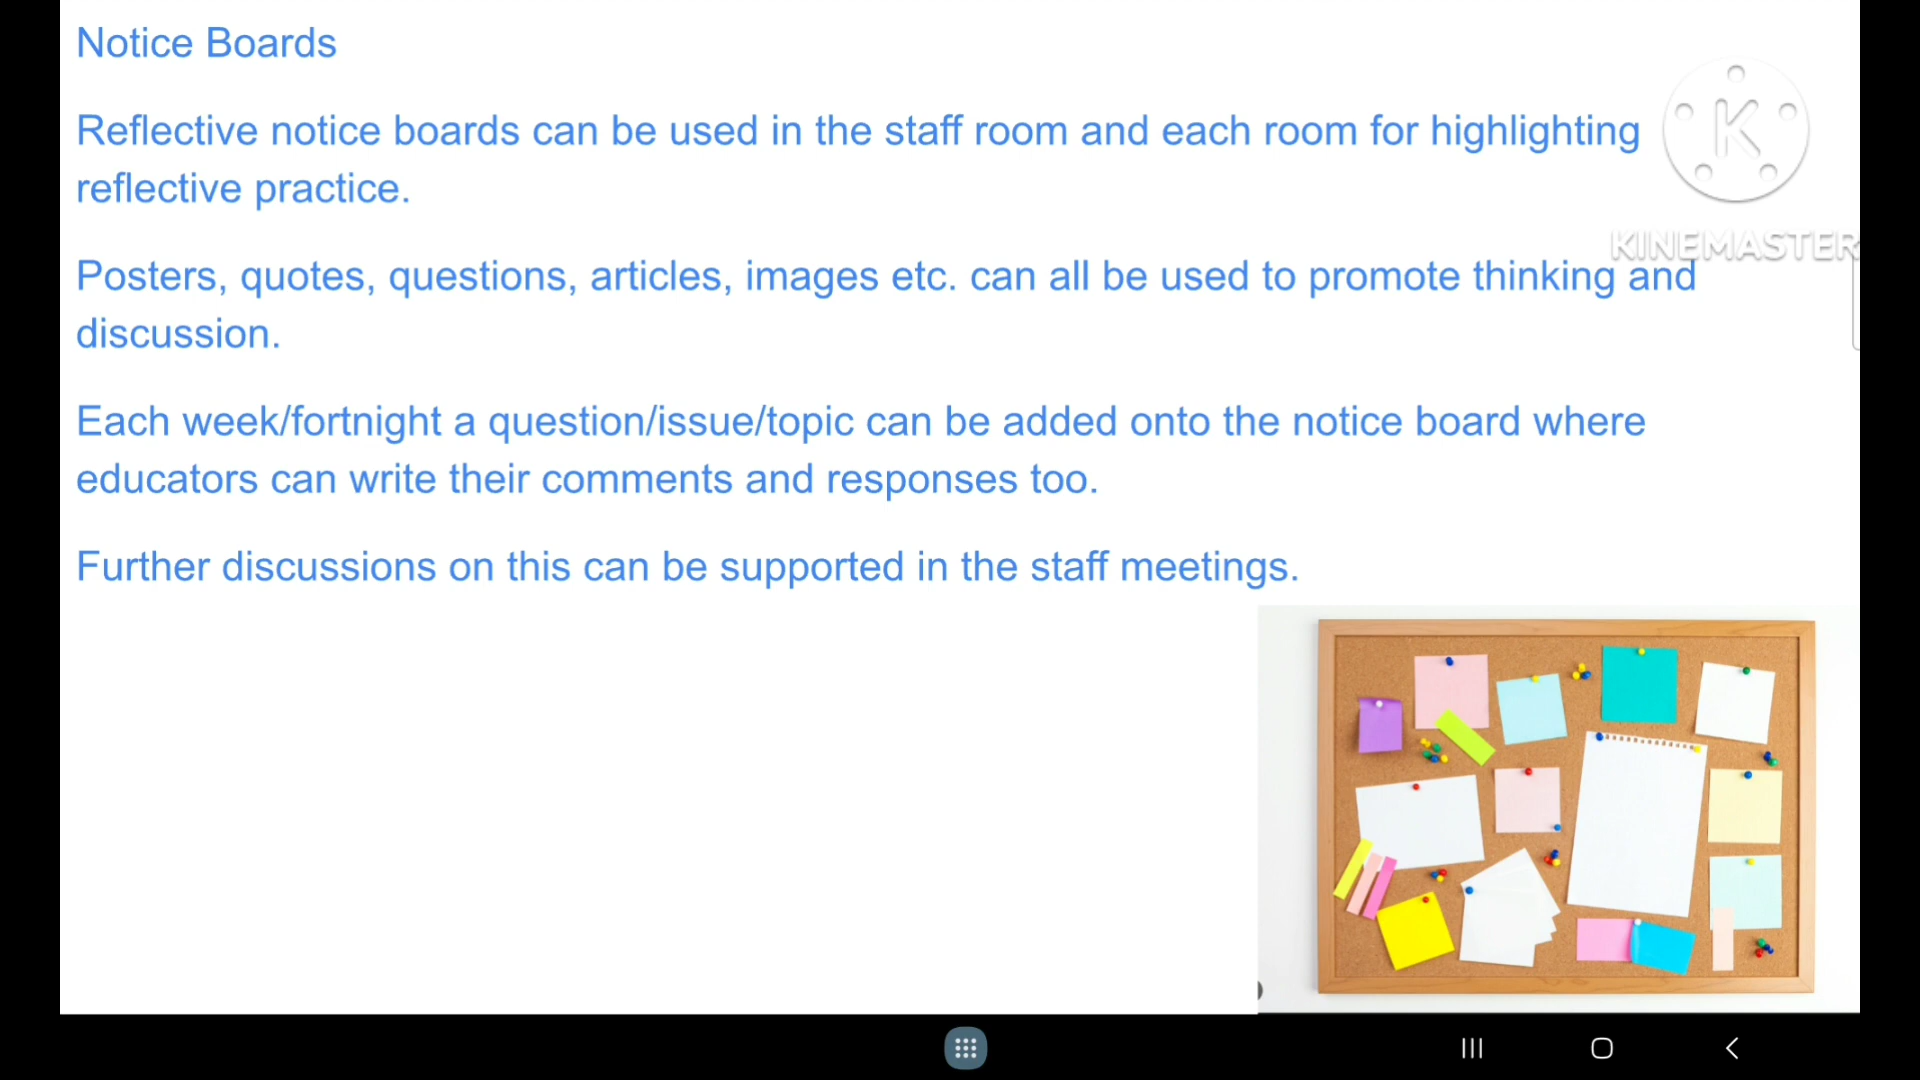 Notice Boards
Reflective notice boards can be used in the staff room and each room for highlighting
reflective practice.
K
KINEMASTER
Posters, quotes, questions, articles, images etc. can all be used to promote thinking and
discussion.
Each week/fortnight a question/issue/topic can be added onto the notice board where
educators can write their comments and responses too.
Further discussions on this can be supported in the staff meetings.